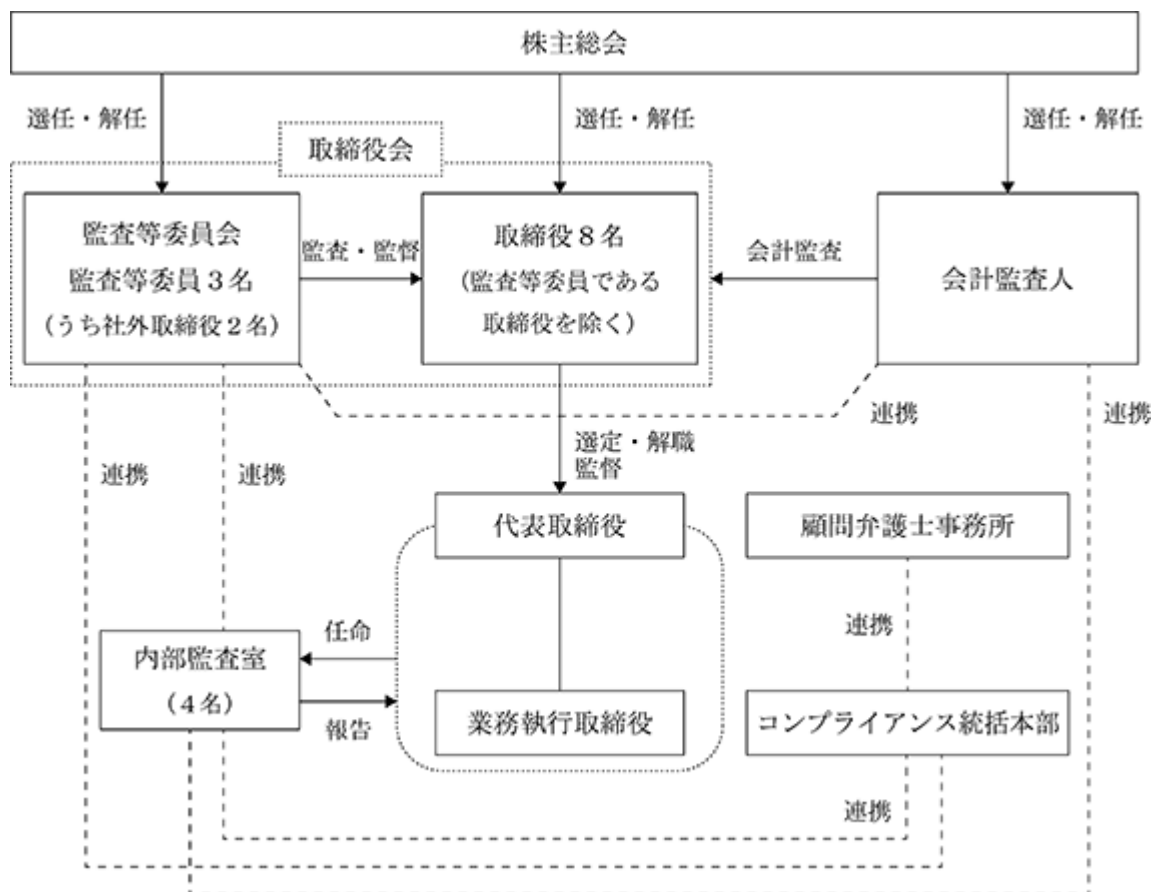 株主総会
選任・解任
選任・解任
選任・解任
取締役会
監査等委員会
監査等委員3名
(うち社外取締役2名)
監査・監督
取締役8名
(監査等委員である
取締役を除く)
会計監査
会計監査人
連携
連携
連携
連携
選定・解職
監督
代表取締役
顧問弁護士事務所
連携
任命
内部監査室
(4名)
報告
業務執行取締役
コンプライアンス統括本部
連携